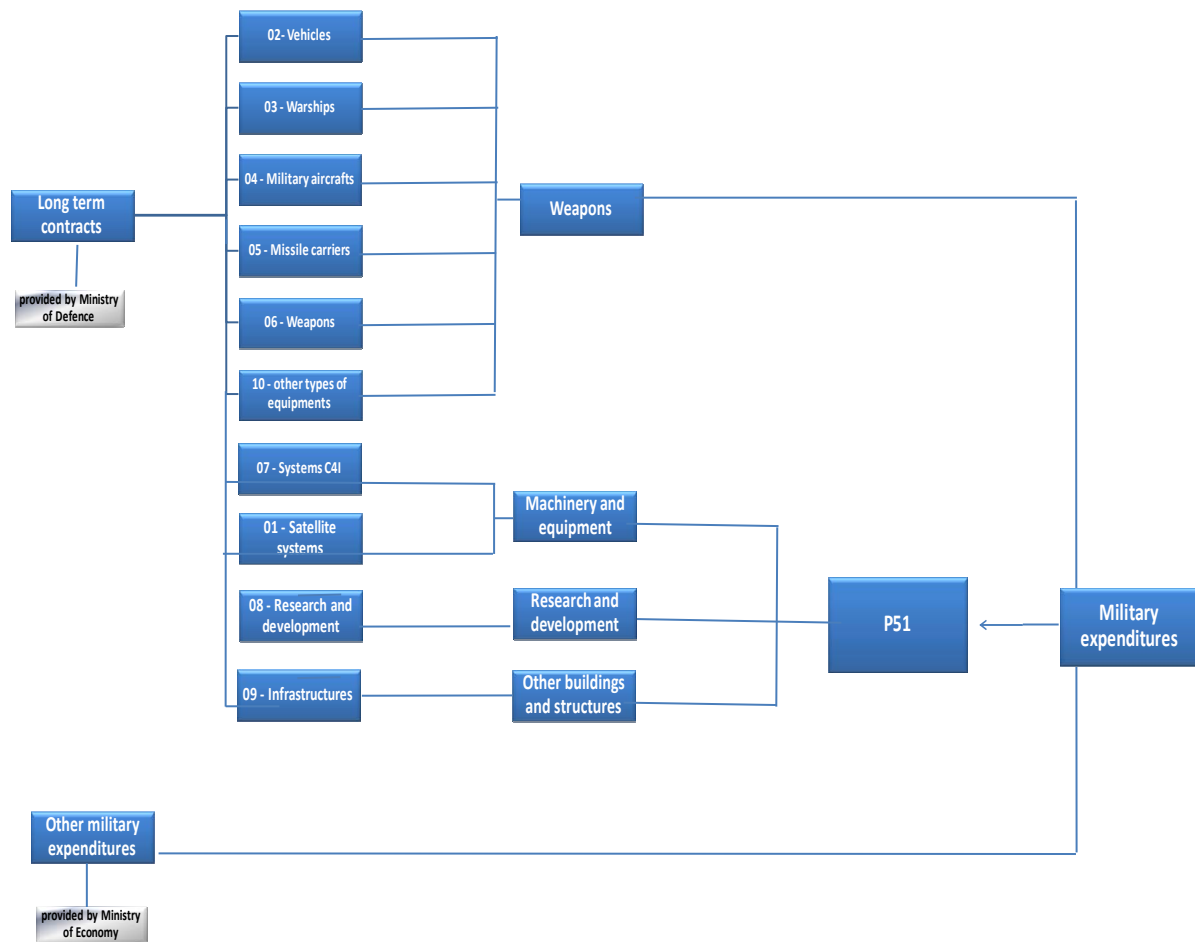 02- Vehicles
03 - Warships
04 - Military aircrafts
Long term
contracts
Weapons
05 - Missile carriers
provided by Ministry
of Defence
06 - Weapons
10 - other types of
equipments
07 - Systems C4I
Machinery and
equipment
01 - Satellite
systems
08 - Research and
development
Research and
development
P51
Military
expenditures
09 - Infrastructures
Other buildings
and structures
Other military
expenditures
provided by Ministry
of Economy